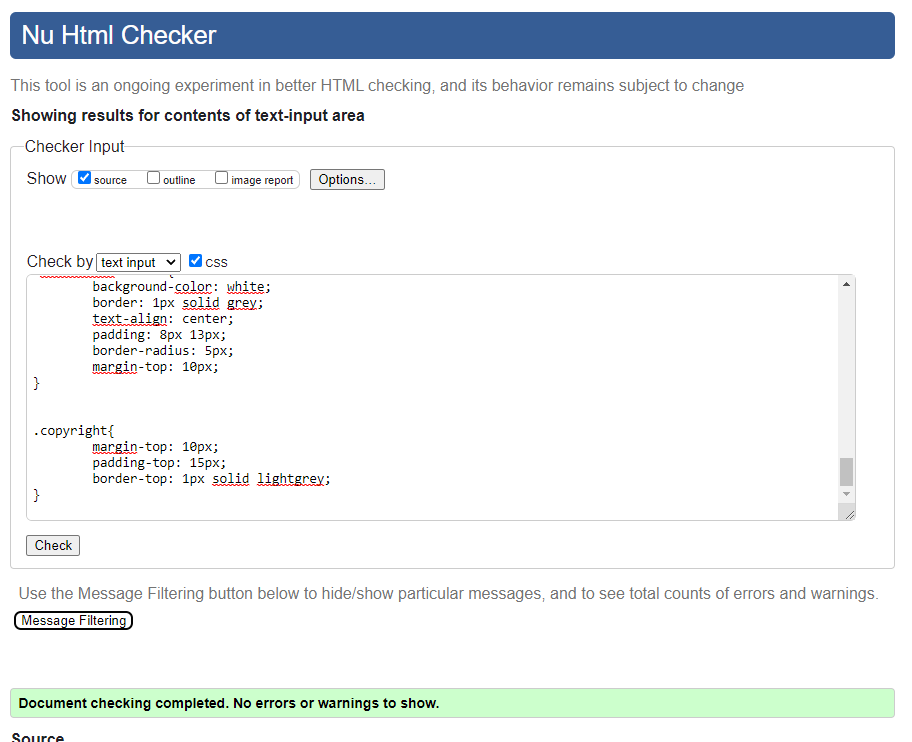 Nu Html Checker
This tool is an ongoing experiment in better HTML checking, and its behavior remains subject to change
Showing results for contents of text-input area
Checker Input
Show source outline image report Options...
Check by text input css
{
background-color: white;
border: 1px solid grey;
text-align: center;
padding: 8px 13px;
border-radius: 5px;
margin-top: 10px;
}
.copyright{
margin-top: 10px;
padding-top: 15px;
border-top: 1px solid lightgrey;
}
Check
Use the Message Filtering button below to hide/show particular messages, and to see total counts of errors and warnings.
Message Filtering
Document checking completed. No errors or warnings to show.
Source